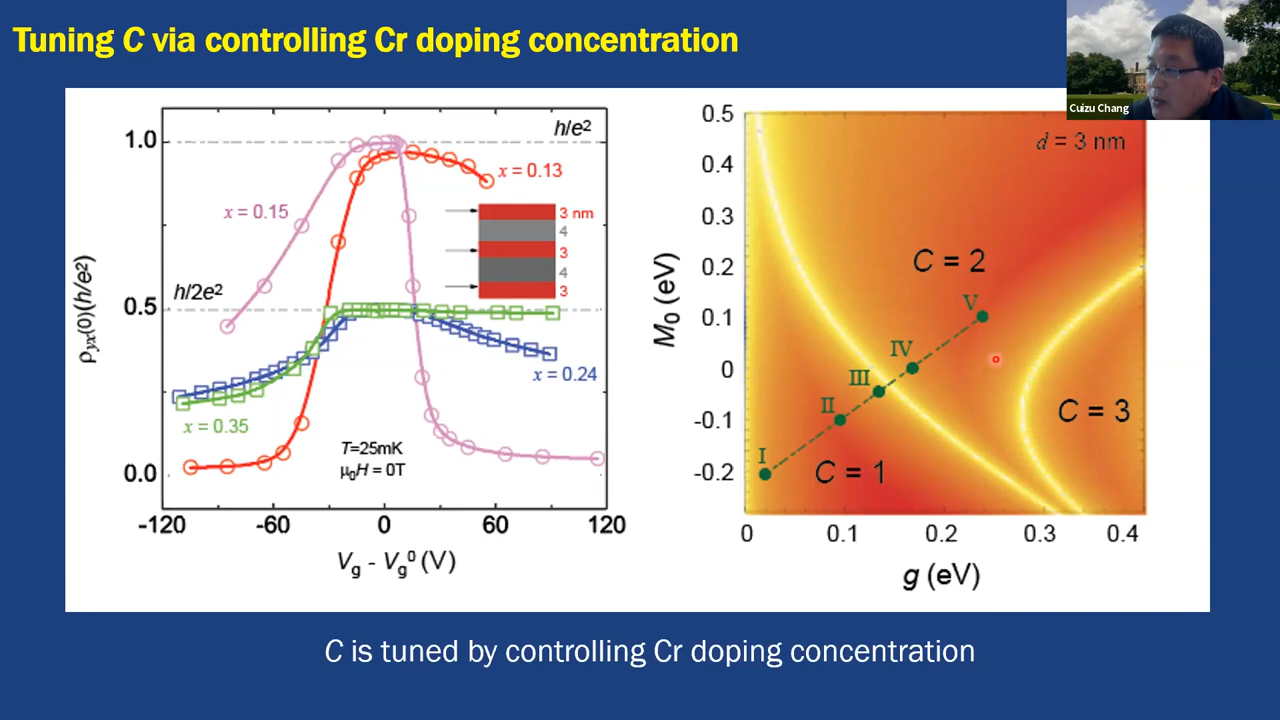 Tuning C via controlling Cr doping concentration
Cuizu Chang
1.0
0.5
0.0
ρyx(0)(h/e²)
-120
-60
0
60
120
Vg - Vg⁰ (V)
h/e²
h/2e²
x = 0.15
x = 0.13
x = 0.24
x = 0.35
3 nm
4
3
4
3
T=25mK
μ₀H = 0T
0.5
0.4
0.3
0.2
0.1
0
-0.1
-0.2
M₀ (eV)
0
0.1
0.2
0.3
0.4
g (eV)
d = 3 nm
C = 2
C = 1
C = 3
I
II
III
IV
V
C is tuned by controlling Cr doping concentration